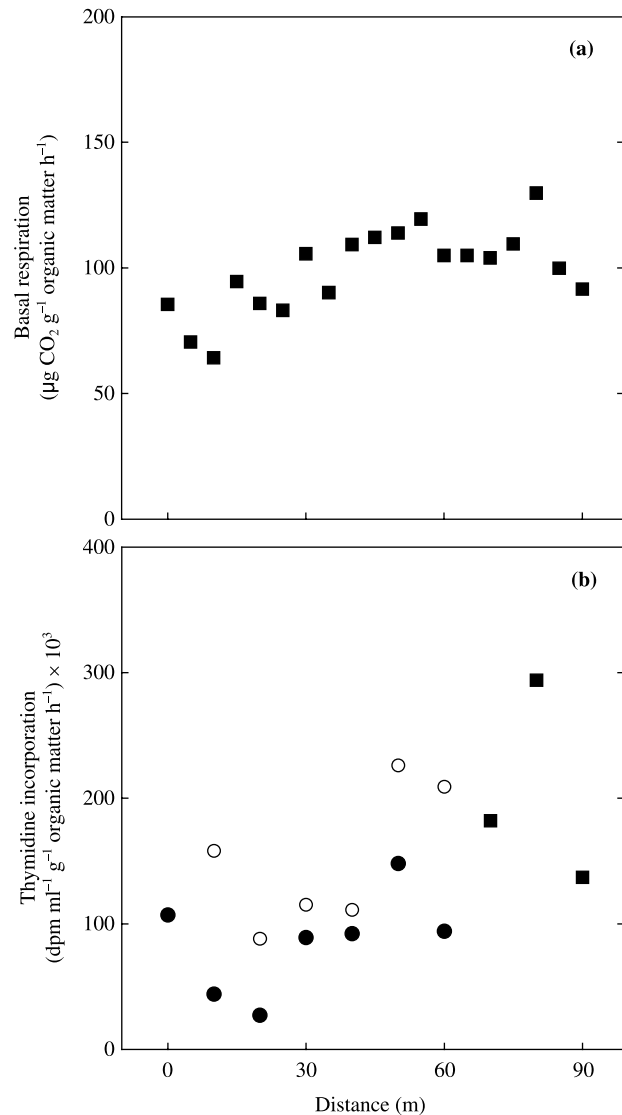 200
(a)
150
100
50
0
Basal respiration
(µg CO₂ g⁻¹ organic matter h⁻¹)
400
(b)
300
200
100
0
Thymidine incorporation
(dpm ml⁻¹ g⁻¹ organic matter h⁻¹) × 10³
0 30 60 90
Distance (m)